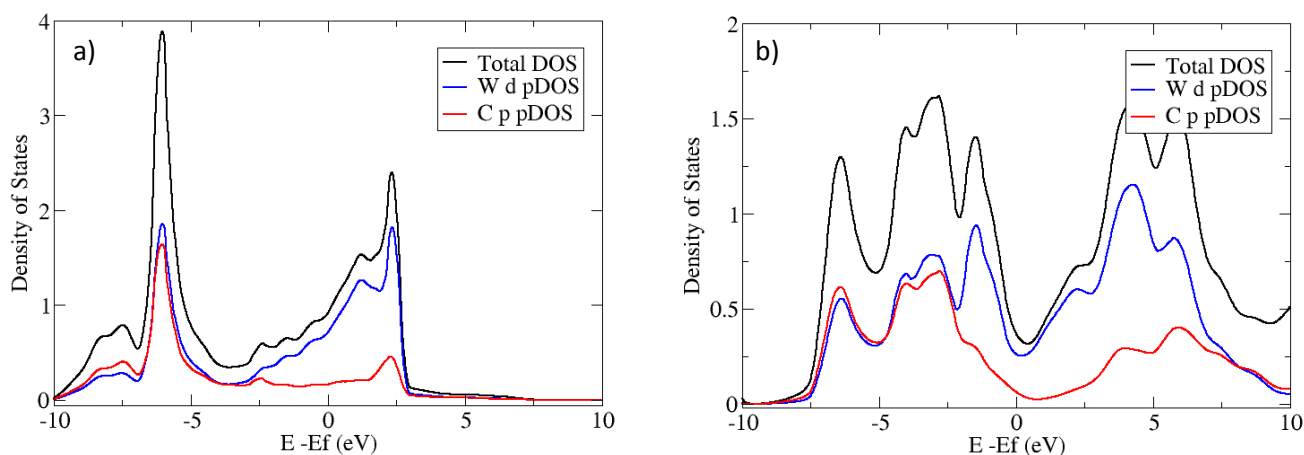 a)
Total DOS
W d pDOS
C p pDOS
Density of States
4
3
2
1
0
-10
-5
0
5
10
E -Ef (eV)
b)
Total DOS
W d pDOS
C p pDOS
Density of States
2
1.5
1
0.5
0
-10
-5
0
5
10
E -Ef (eV)